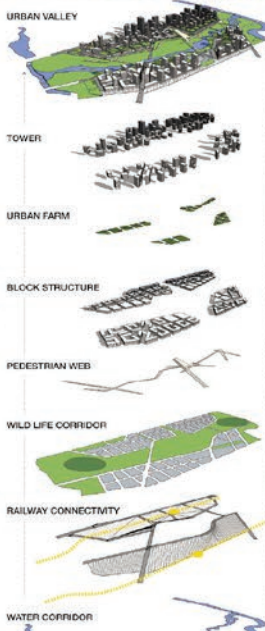 URBAN VALLEY
TOWER
URBAN FARM
BLOCK STRUCTURE
PEDESTRIAN WEB
WILD LIFE CORRIDOR
RAILWAY CONNECTIVITY
WATER CORRIDOR